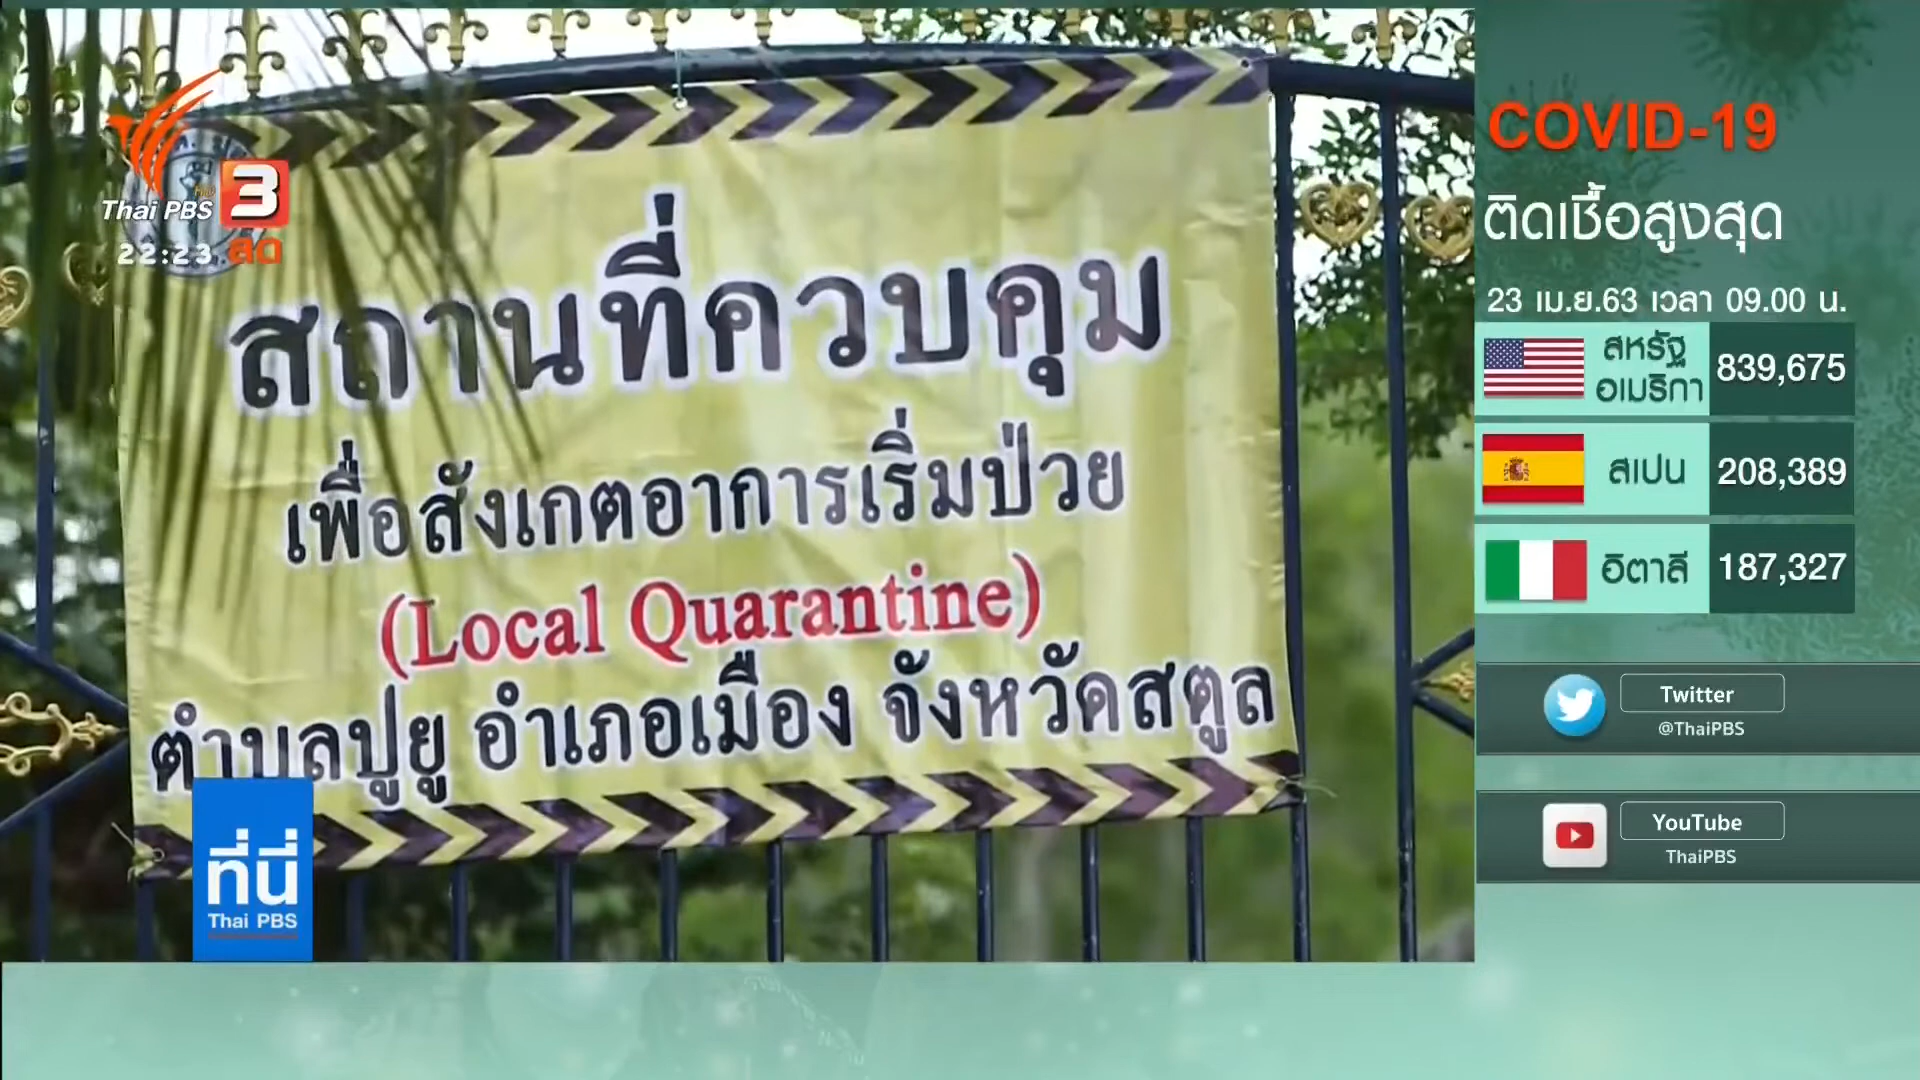 Thai PBS 3
22:23 สด
สถานที่ควบคุม
เพื่อสังเกตอาการเริ่มป่วย
(Local Quarantine)
ตำบลปูยู อำเภอเมือง จังหวัดสตูล
ที่นี่
Thai PBS
COVID-19
ติดเชื้อสูงสุด
23 เม.ย.63 เวลา 09.00 น.
สหรัฐ
อเมริกา 839,675
สเปน 208,389
อิตาลี 187,327
Twitter
@ThaiPBS
YouTube
ThaiPBS